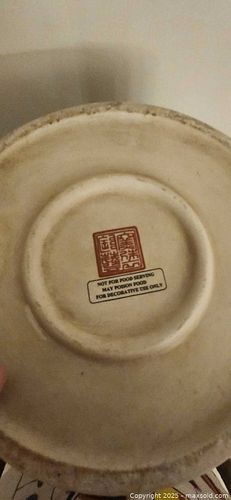 NOT FOR FOOD SERVING
MAY POISON FOOD
FOR DECORATIVE USE ONLY
Copyright 2025 - maxsold.com